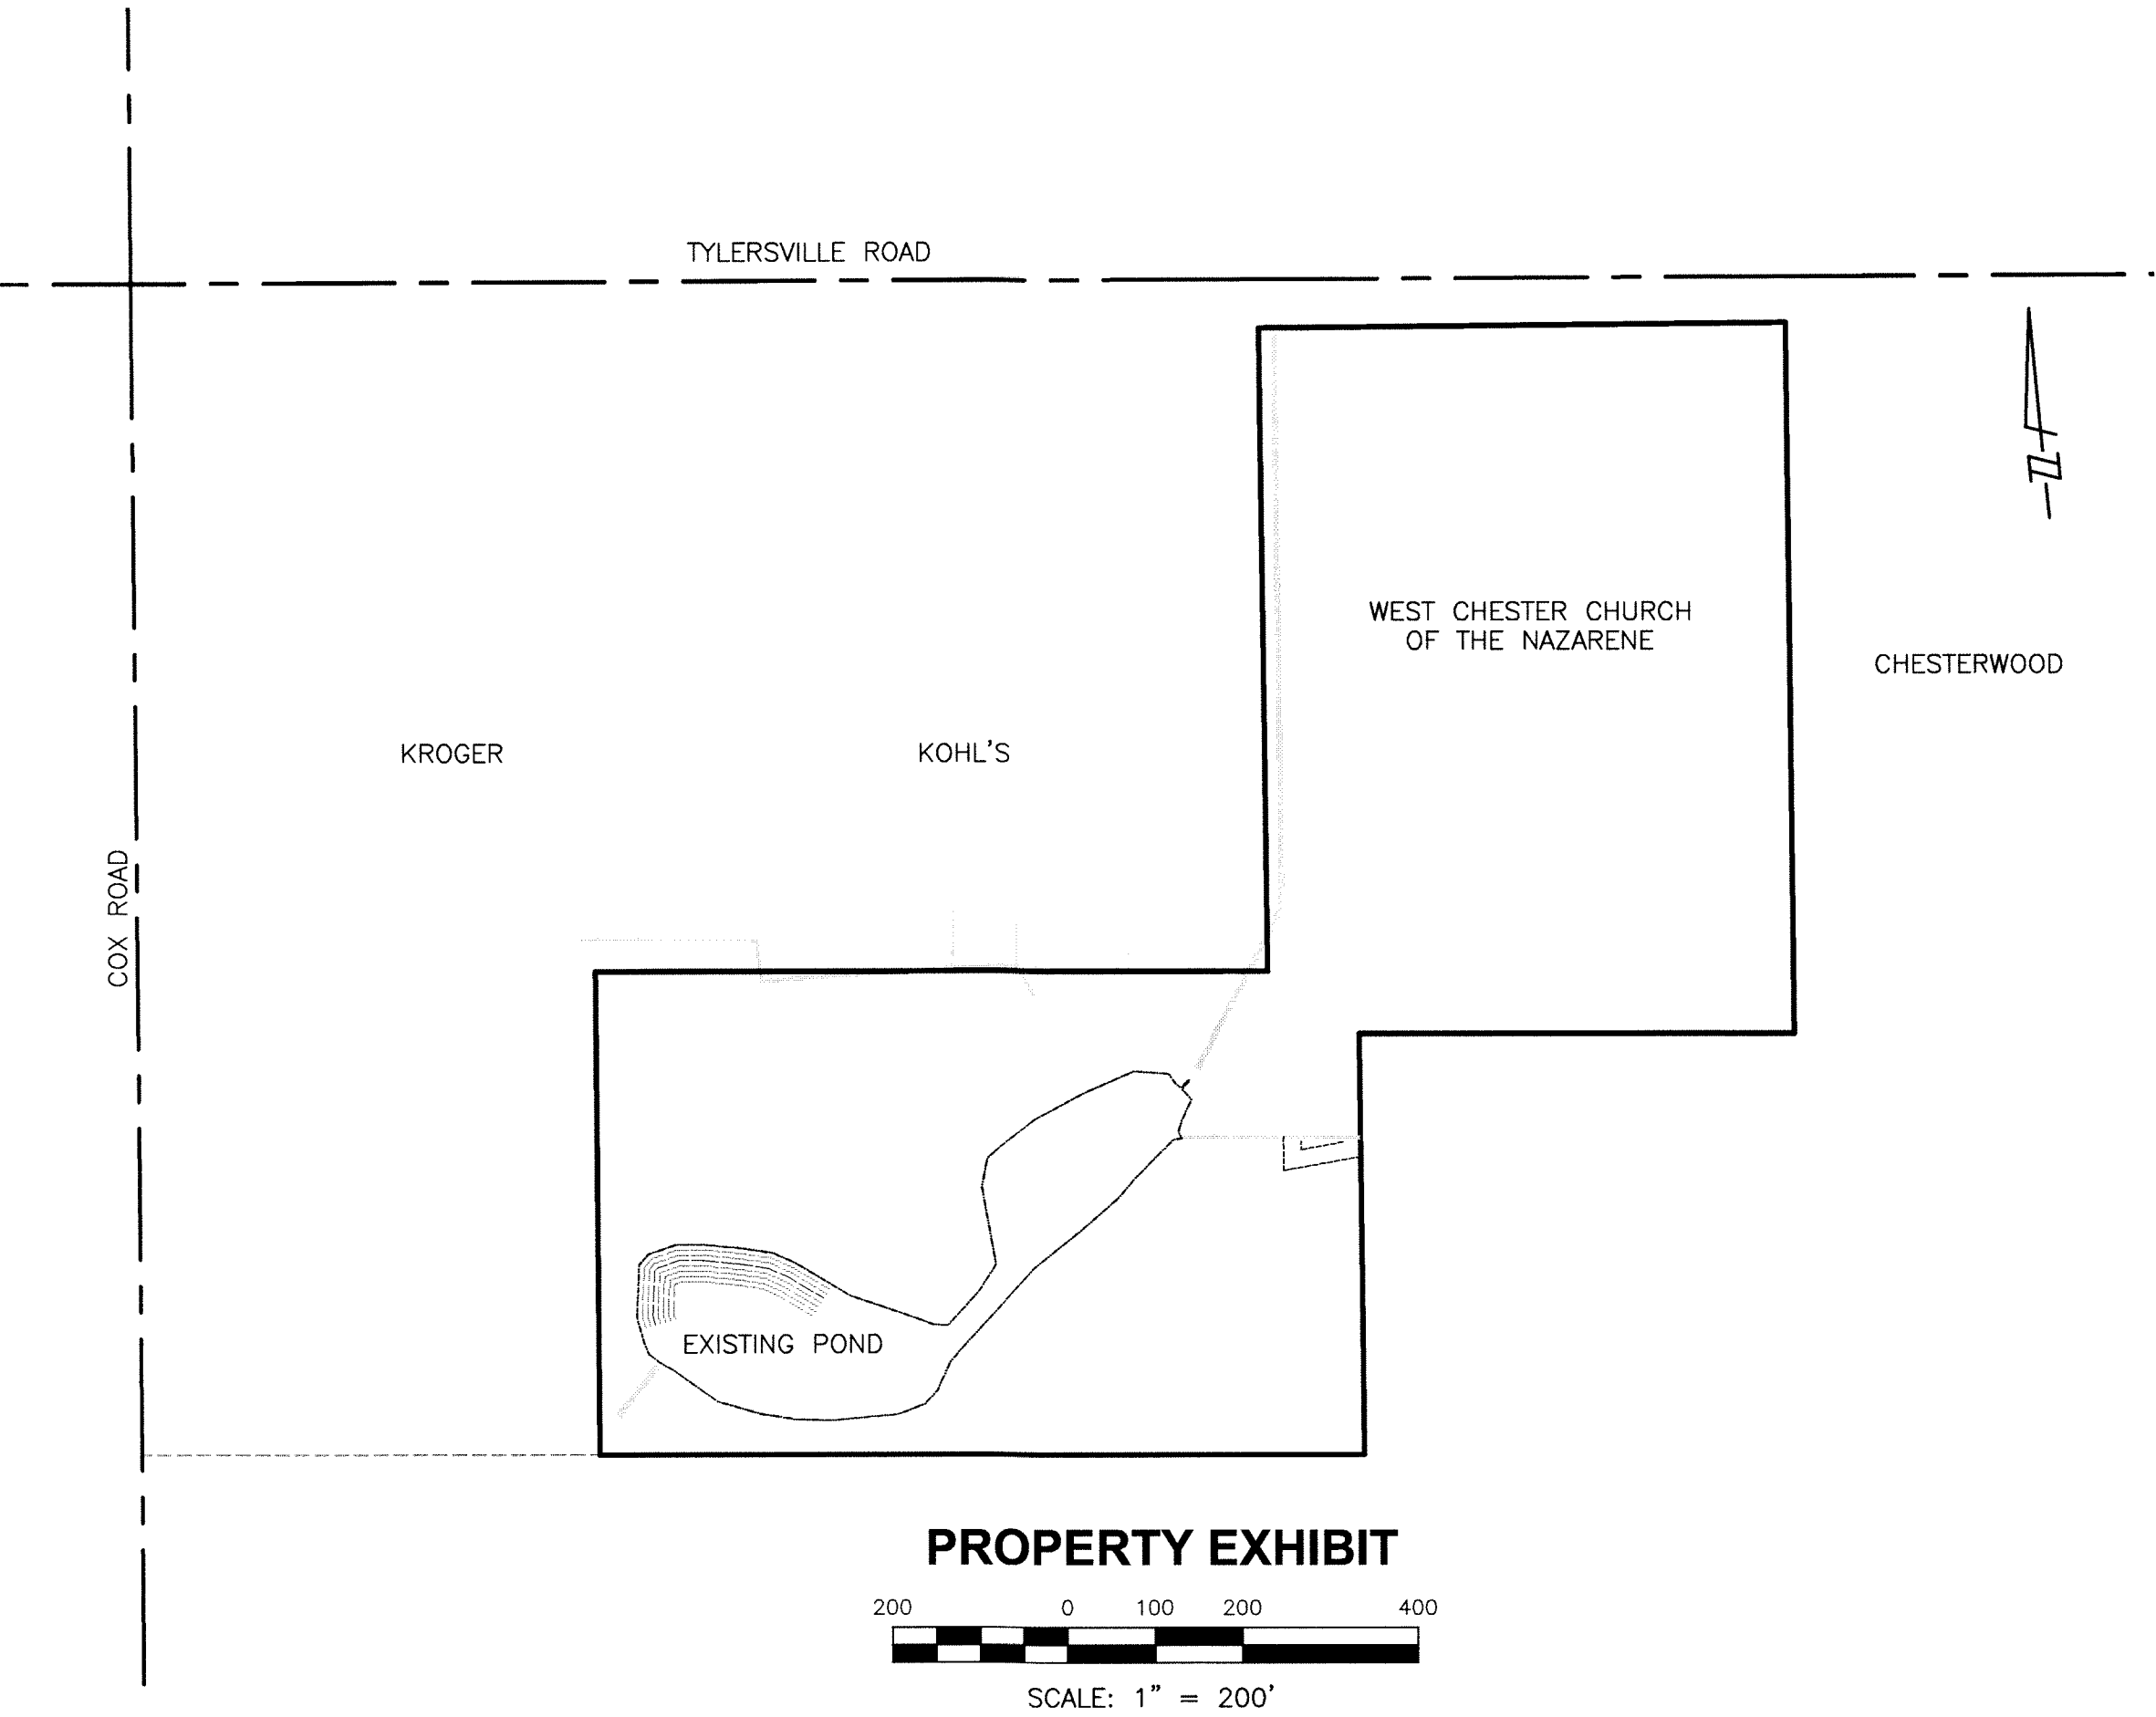 TYLERSVILLE ROAD
WEST CHESTER CHURCH
OF THE NAZARENE
CHESTERWOOD
KROGER
KOHL'S
COX ROAD
EXISTING POND
PROPERTY EXHIBIT
200 0 100 200 400
SCALE: 1" = 200'